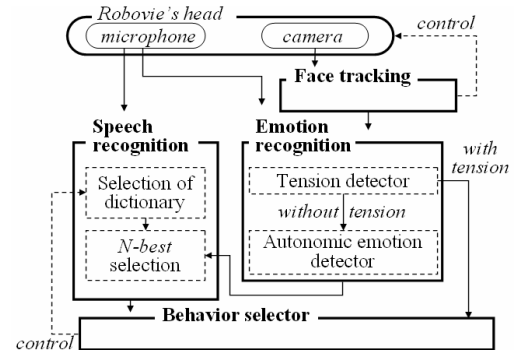 Robovie's head
microphone
camera
control
Face tracking
Speech
recognition
Emotion
recognition
with
tension
Selection of
dictionary
Tension detector
without tension
N-best
selection
Autonomic emotion
detector
Behavior selector
control